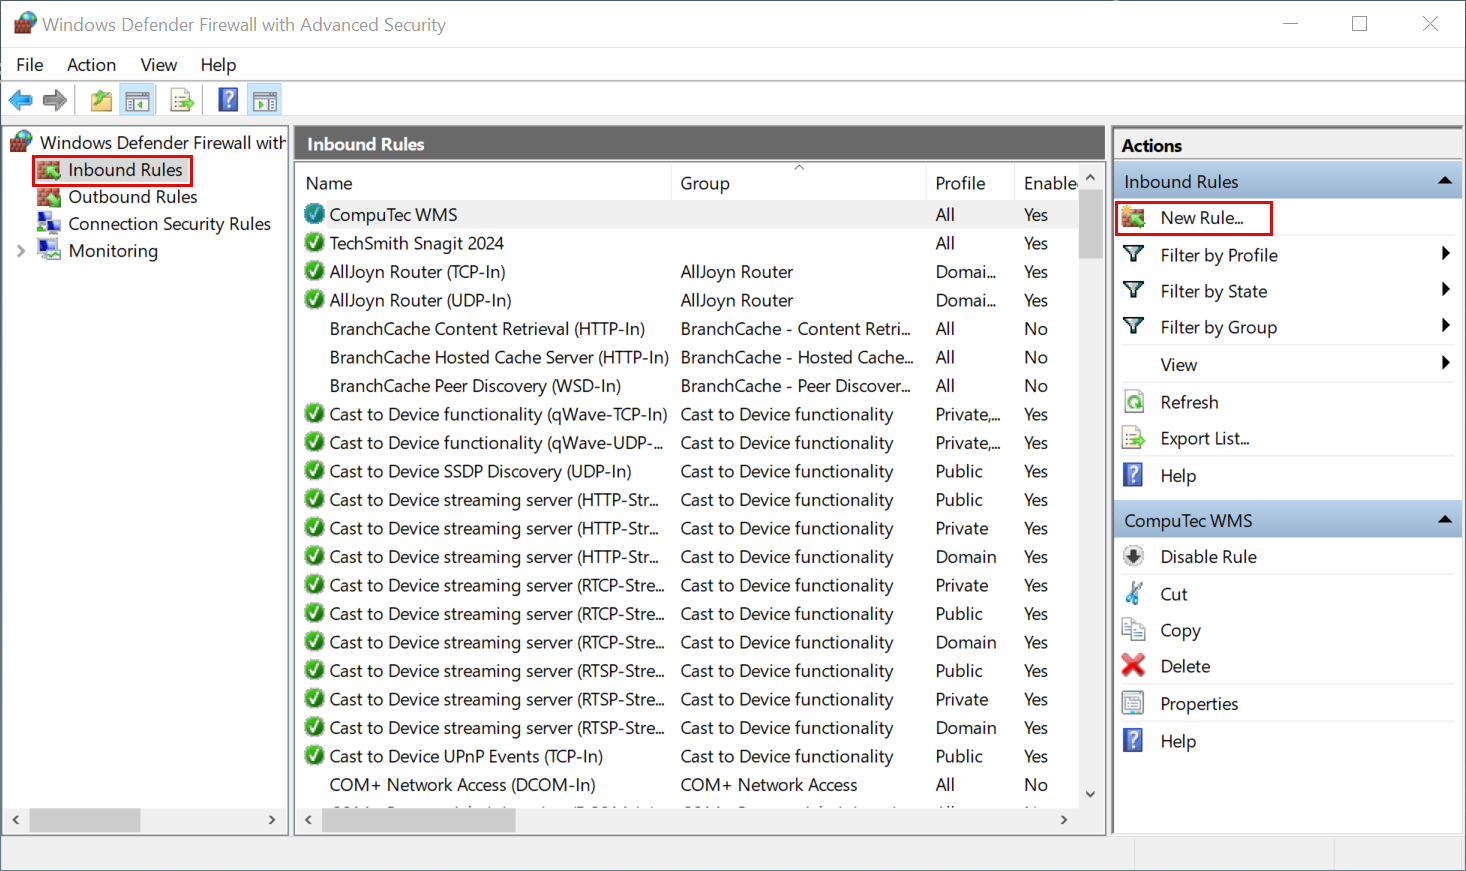 Windows Defender Firewall with Advanced Security
File Action View Help
Windows Defender Firewall with
Inbound Rules
Outbound Rules
Connection Security Rules
Monitoring
Inbound Rules
Name Group Profile Enable
CompuTec WMS All Yes
TechSmith Snagit 2024 All Yes
AllJoyn Router (TCP-In) AllJoyn Router Domai... Yes
AllJoyn Router (UDP-In) AllJoyn Router Domai... Yes
BranchCache Content Retrieval (HTTP-In) BranchCache - Content Retri... All No
BranchCache Hosted Cache Server (HTTP-In) BranchCache - Hosted Cache... All No
BranchCache Peer Discovery (WSD-In) BranchCache - Peer Discover... All No
Cast to Device functionality (qWave-TCP-In) Cast to Device functionality Private,... Yes
Cast to Device functionality (qWave-UDP-... Cast to Device functionality Private,... Yes
Cast to Device SSDP Discovery (UDP-In) Cast to Device functionality Public Yes
Cast to Device streaming server (HTTP-Str... Cast to Device functionality Public Yes
Cast to Device streaming server (HTTP-Str... Cast to Device functionality Private Yes
Cast to Device streaming server (HTTP-Str... Cast to Device functionality Domain Yes
Cast to Device streaming server (RTCP-Stre... Cast to Device functionality Private Yes
Cast to Device streaming server (RTCP-Stre... Cast to Device functionality Public Yes
Cast to Device streaming server (RTCP-Stre... Cast to Device functionality Domain Yes
Cast to Device streaming server (RTSP-Stre... Cast to Device functionality Public Yes
Cast to Device streaming server (RTSP-Stre... Cast to Device functionality Private Yes
Cast to Device streaming server (RTSP-Stre... Cast to Device functionality Domain Yes
Cast to Device UPnP Events (TCP-In) Cast to Device functionality Public Yes
COM+ Network Access (DCOM-In) COM+ Network Access All No
Actions
Inbound Rules
New Rule...
Filter by Profile
Filter by State
Filter by Group
View
Refresh
Export List...
Help
CompuTec WMS
Disable Rule
Cut
Copy
Delete
Properties
Help